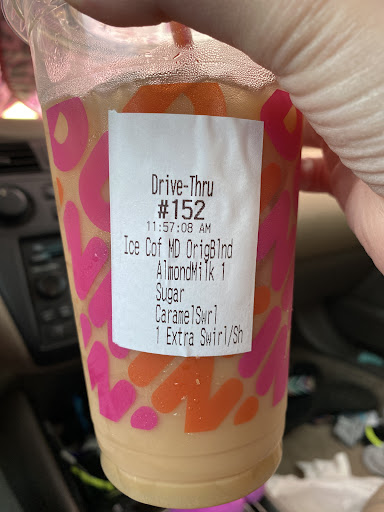 Drive-Thru
#152
11:57:08 AM
Ice Cof MD OrigBlnd
AlmondMilk 1
Sugar
CaramelSwrl
1 Extra Swirl/Sh